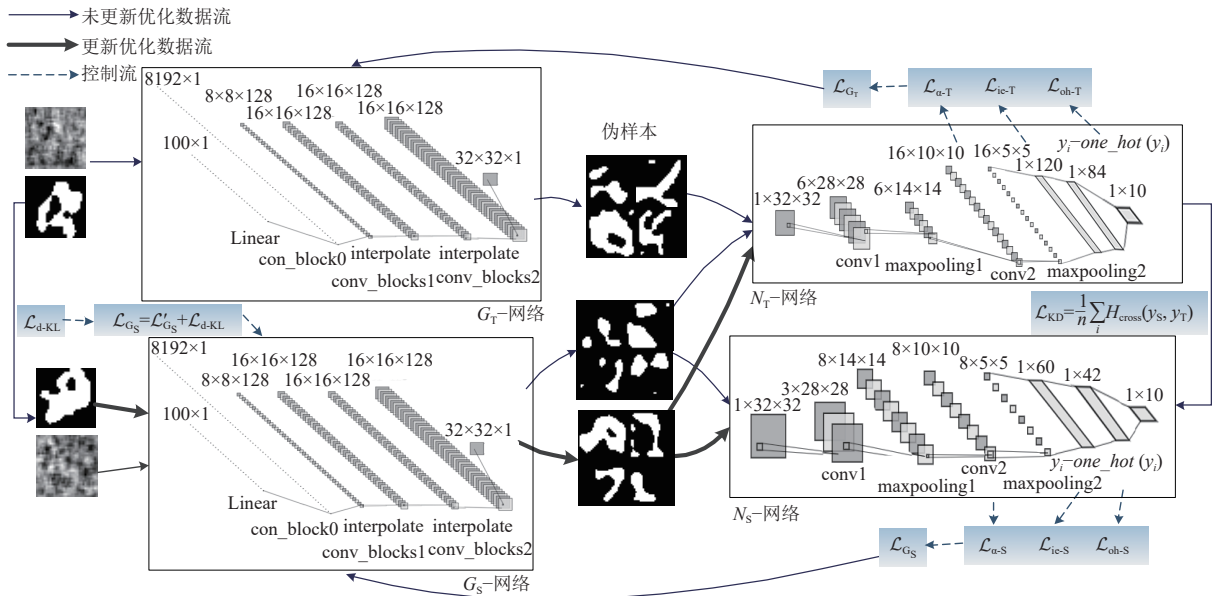 未更新优化数据流
更新优化数据流
控制流
8192×1
8×8×128
16×16×128
16×16×128
16×16×128
100×1
32×32×1
Linear
con_block0
interpolate
interpolate
conv_blocks1
conv_blocks2
G_T−网络
伪样本
ℒ_G_T
ℒ_α-T
ℒ_ie-T
ℒ_oh-T
y_i−one_hot (y_i)
16×10×10
16×5×5
1×120
1×84
1×10
6×28×28
1×32×32
6×14×14
conv1
maxpooling1
conv2
maxpooling2
N_T−网络
ℒ_d-KL
ℒ_G_S=ℒ′_G_S+ℒ_d-KL
ℒ_KD=1/n∑_i H_cross(y_S, y_T)
8192×1
16×16×128
16×16×128
8×8×128
16×16×128
100×1
32×32×1
Linear
con_block0
interpolate
interpolate
conv_blocks1
conv_blocks2
G_S−网络
8×14×14
8×10×10
8×5×5
1×60
1×42
1×10
3×28×28
1×32×32
conv1
conv2
maxpooling1
maxpooling2
y_i−one_hot (y_i)
N_S−网络
ℒ_G_S
ℒ_α-S
ℒ_ie-S
ℒ_oh-S